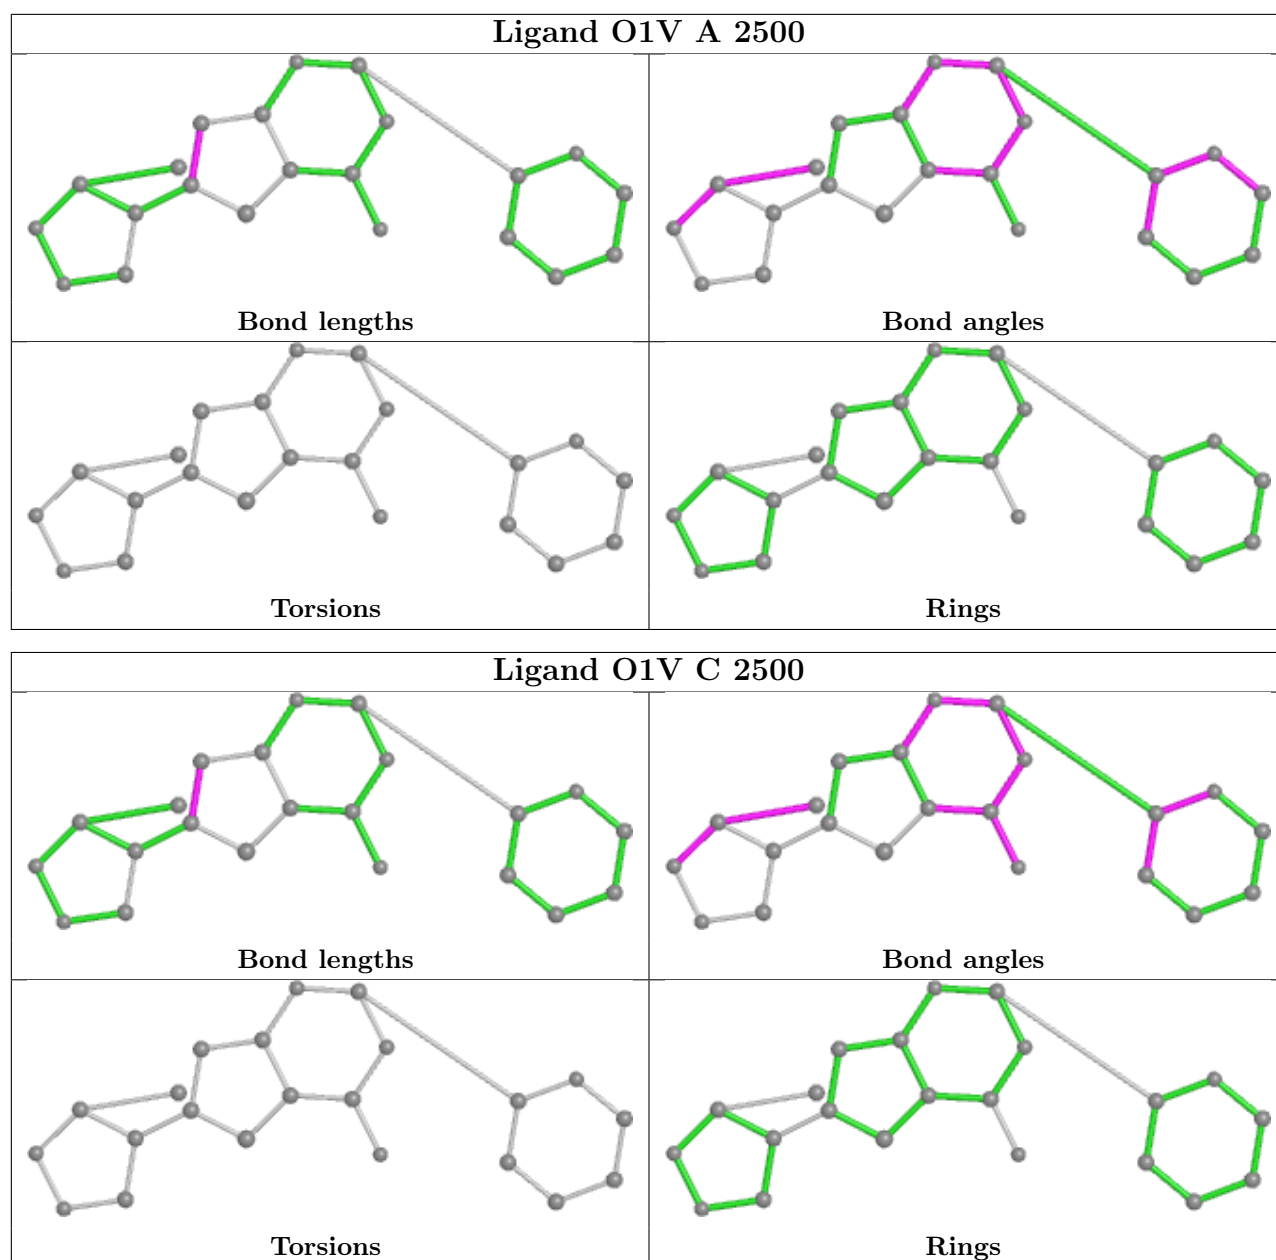 Ligand O1V A 2500
Bond lengths
Bond angles
Torsions
Rings
Ligand O1V C 2500
Bond lengths
Bond angles
Torsions
Rings